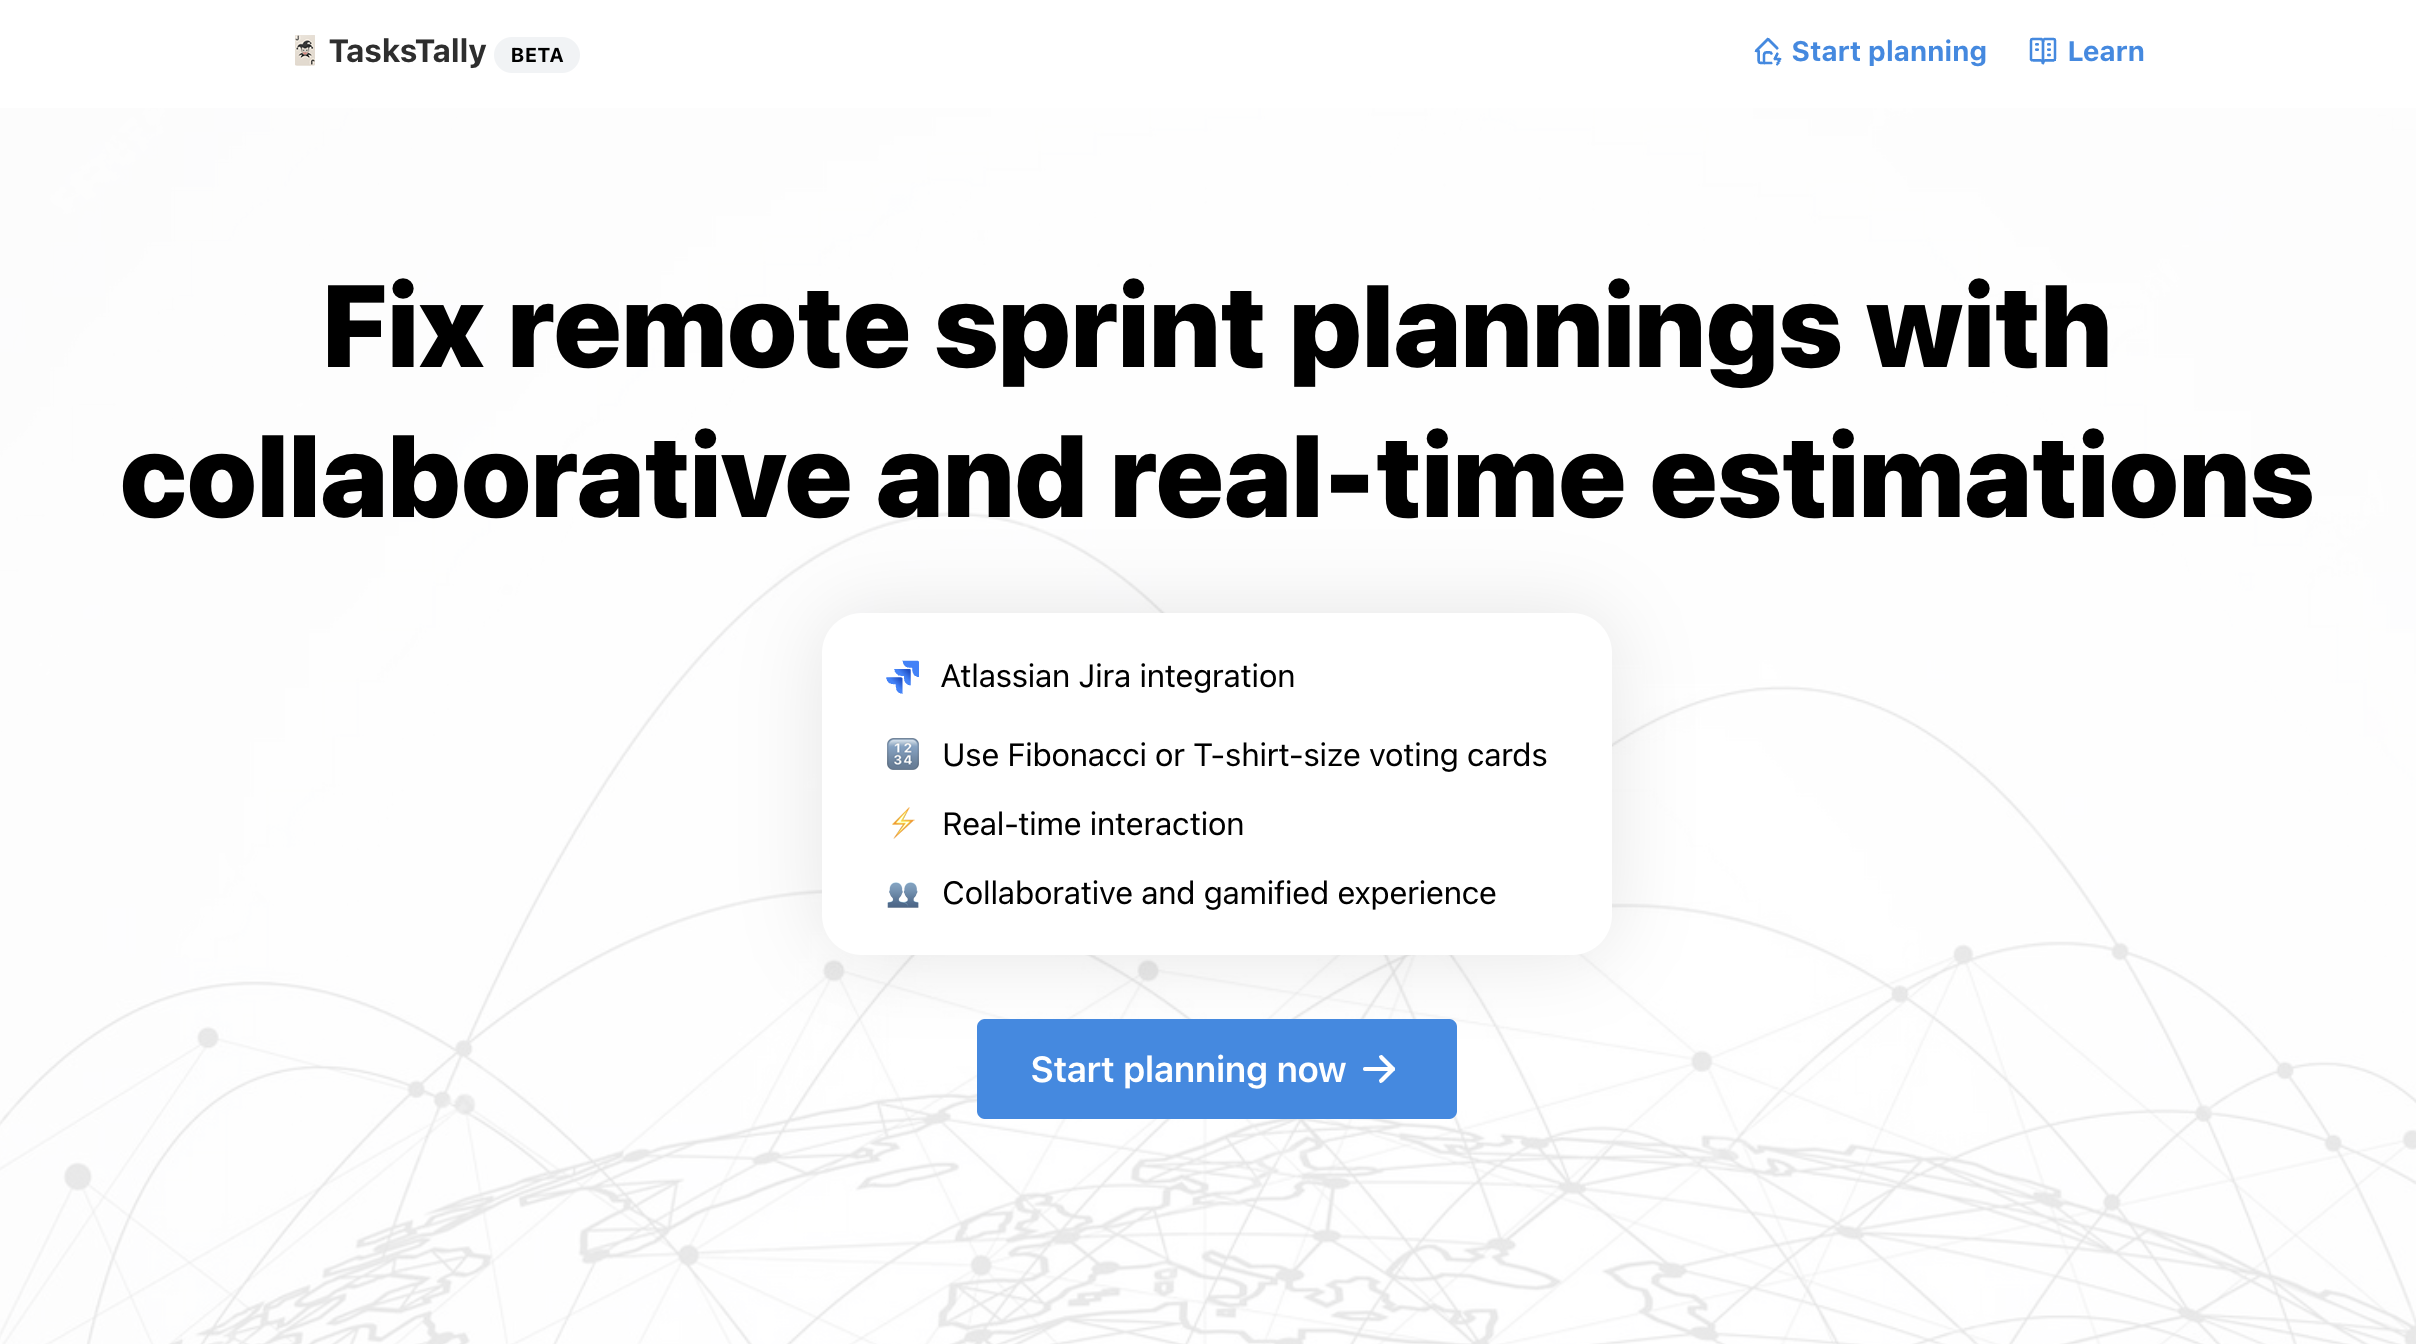 TasksTally BETA
Start planning
Learn
Fix remote sprint plannings with
collaborative and real-time estimations
Atlassian Jira integration
1234 Use Fibonacci or T-shirt-size voting cards
Real-time interaction
Collaborative and gamified experience
Start planning now →